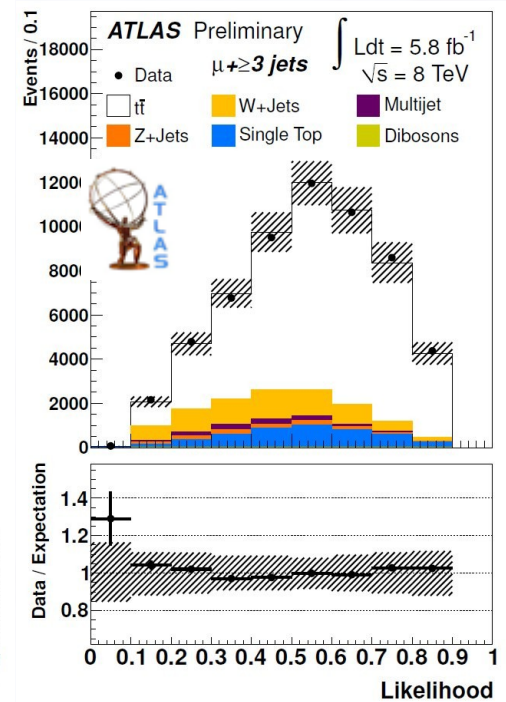 ATLAS Preliminary
∫ Ldt = 5.8 fb⁻¹
μ+≥3 jets
√s = 8 TeV
Data
tt̄
W+Jets
Multijet
Z+Jets
Single Top
Dibosons
ATLAS
Events / 0.1
18000
16000
14000
12000
10000
8000
6000
4000
2000
0
Data / Expectation
1.4
1.2
1
0.8
0 0.1 0.2 0.3 0.4 0.5 0.6 0.7 0.8 0.9 1
Likelihood